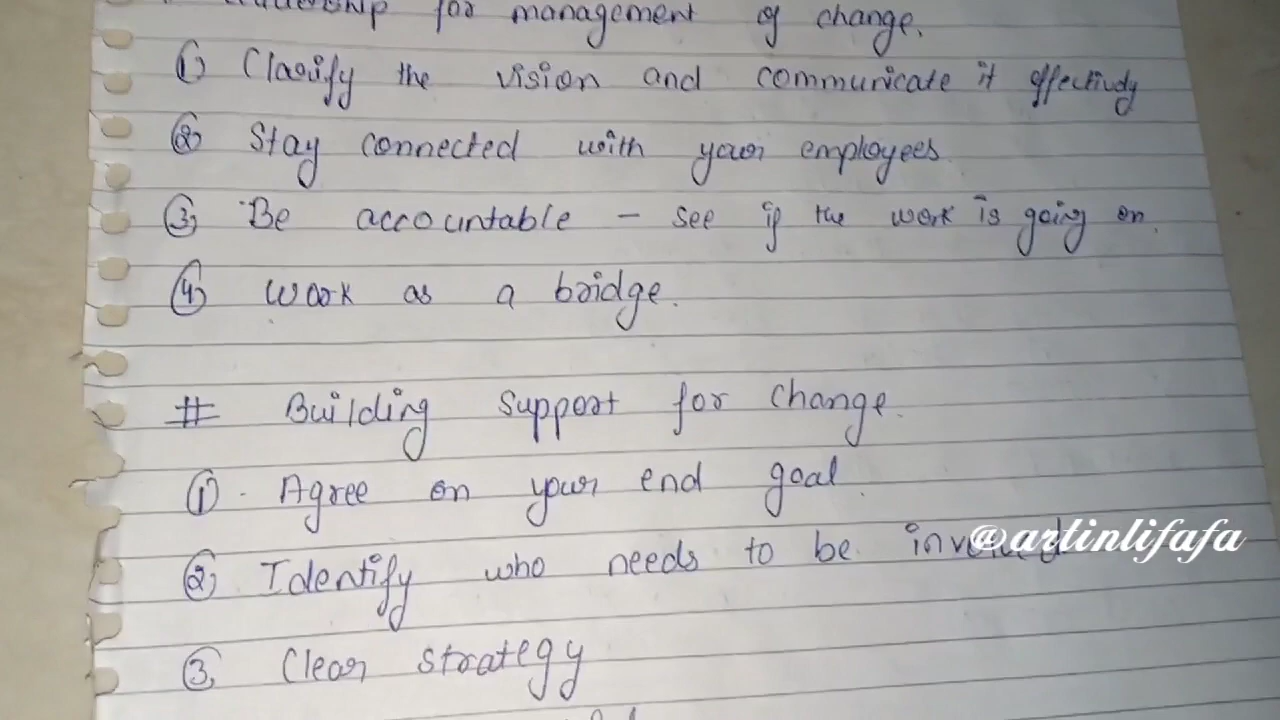 for management of change.
① Clarify the vision and communicate it effectively
② Stay connected with your employees
③ Be accountable - see if the work is going on.
④ Work as a bridge.
# Building support for change.
① Agree on your end goal.
② Identify who needs to be
@artinlifafa
③ Clear strategy